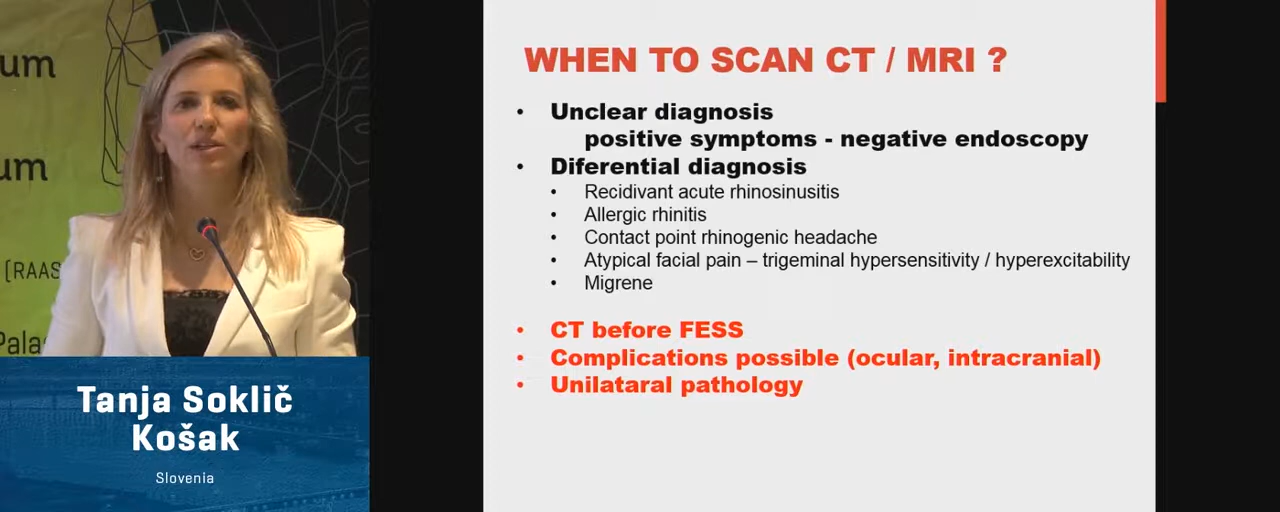 um
um
(RAAS
Palas
Tanja Soklič
Košak
Slovenia
WHEN TO SCAN CT / MRI ?
• Unclear diagnosis
positive symptoms - negative endoscopy
• Diferential diagnosis
• Recidivant acute rhinosinusitis
• Allergic rhinitis
• Contact point rhinogenic headache
• Atypical facial pain – trigeminal hypersensitivity / hyperexcitability
• Migrene
• CT before FESS
• Complications possible (ocular, intracranial)
• Unilataral pathology